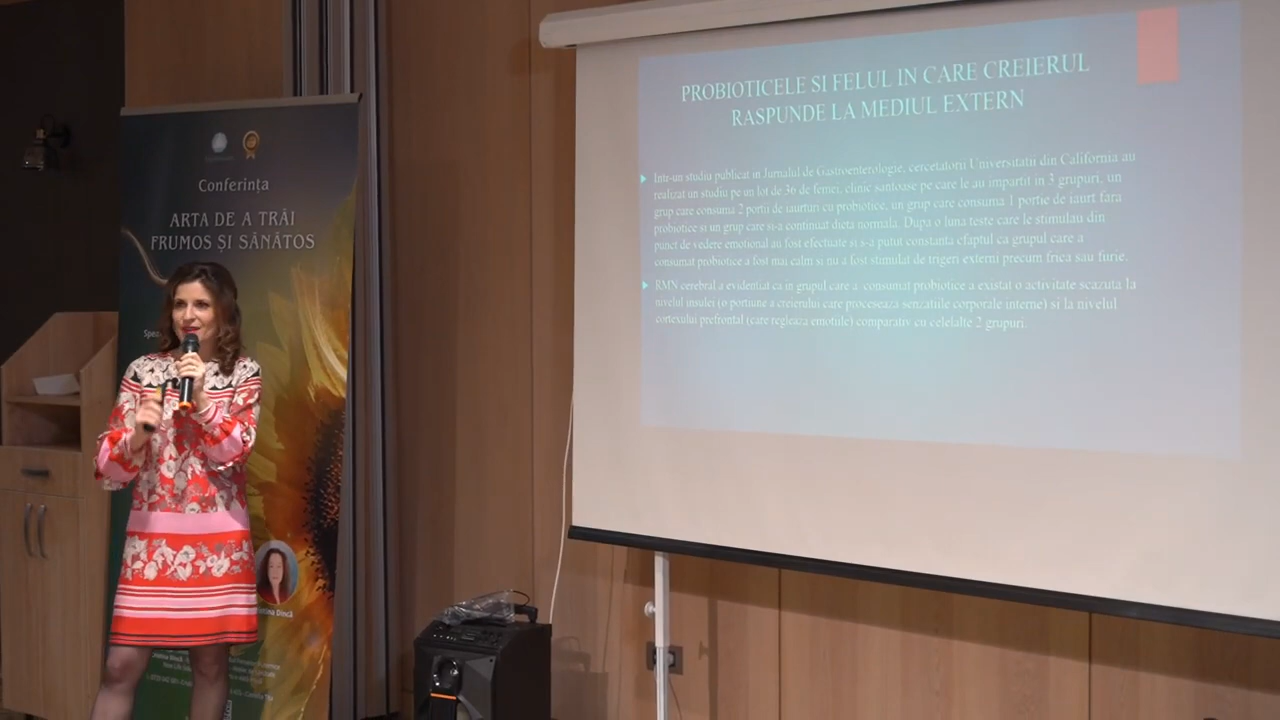 Conferința
ARTA DE A TRĂI
FRUMOS ȘI SĂNĂTOS
PROBIOTICELE SI FELUL IN CARE CREIERUL
RASPUNDE LA MEDIUL EXTERN
Intr-un studiu publicat in Jurnalul de Gastroenterologie, cercetatorii Universitatii din California au
realizat un studiu pe un lot de 36 de femei, clinic santoase pe care le au impartit in 3 grupuri, un
grup care consuma 2 portii de iaurturi cu probiotice, un grup care consuma 1 portie de iaurt fara
probiotice si un grup care si-a continuat dieta normala. Dupa o luna teste care le stimulau din
punct de vedere emotional au fost efectuate si s-a putut constanta cfaptul ca grupul care a
consumat probiotice a fost mai calm si nu a fost stimulat de trigeri externi precum frica sau furie.
RMN cerebral a evidentiat ca in grupul care a consumat probiotice a existat o activitate scazuta la
nivelul insulei (o portiune a creierului care proceseaza senzatiile corporale interne) si la nivelul
cortexului prefrontal (care regleaza emotiile) comparativ cu celelalte 2 grupuri.
Dincă